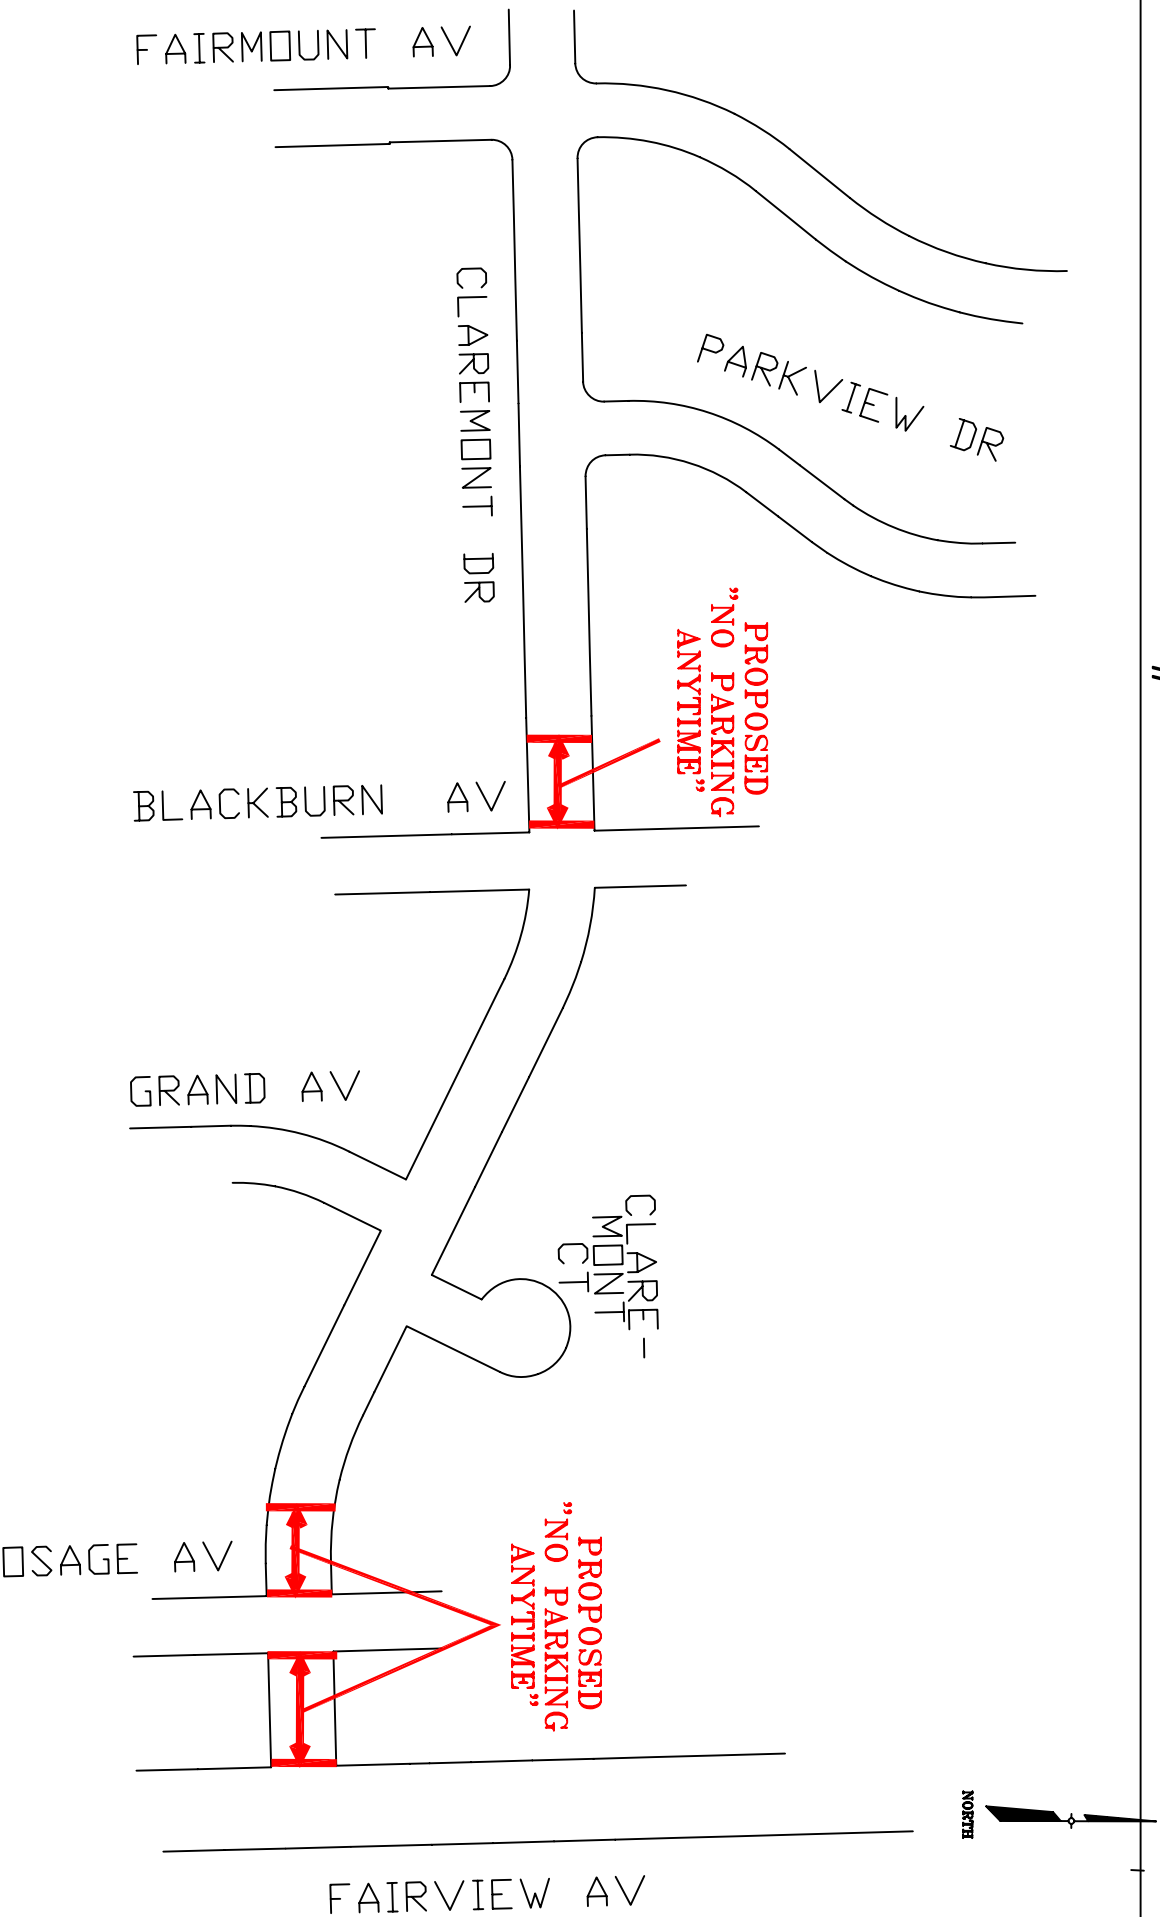 FAIRMOUNT AV
CLAREMONT DR
PARKVIEW DR
PROPOSED
"NO PARKING
ANYTIME"
BLACKBURN AV
GRAND AV
CLARE-
MONT
CT
OSAGE AV
PROPOSED
"NO PARKING
ANYTIME"
NORTH
FAIRVIEW AV